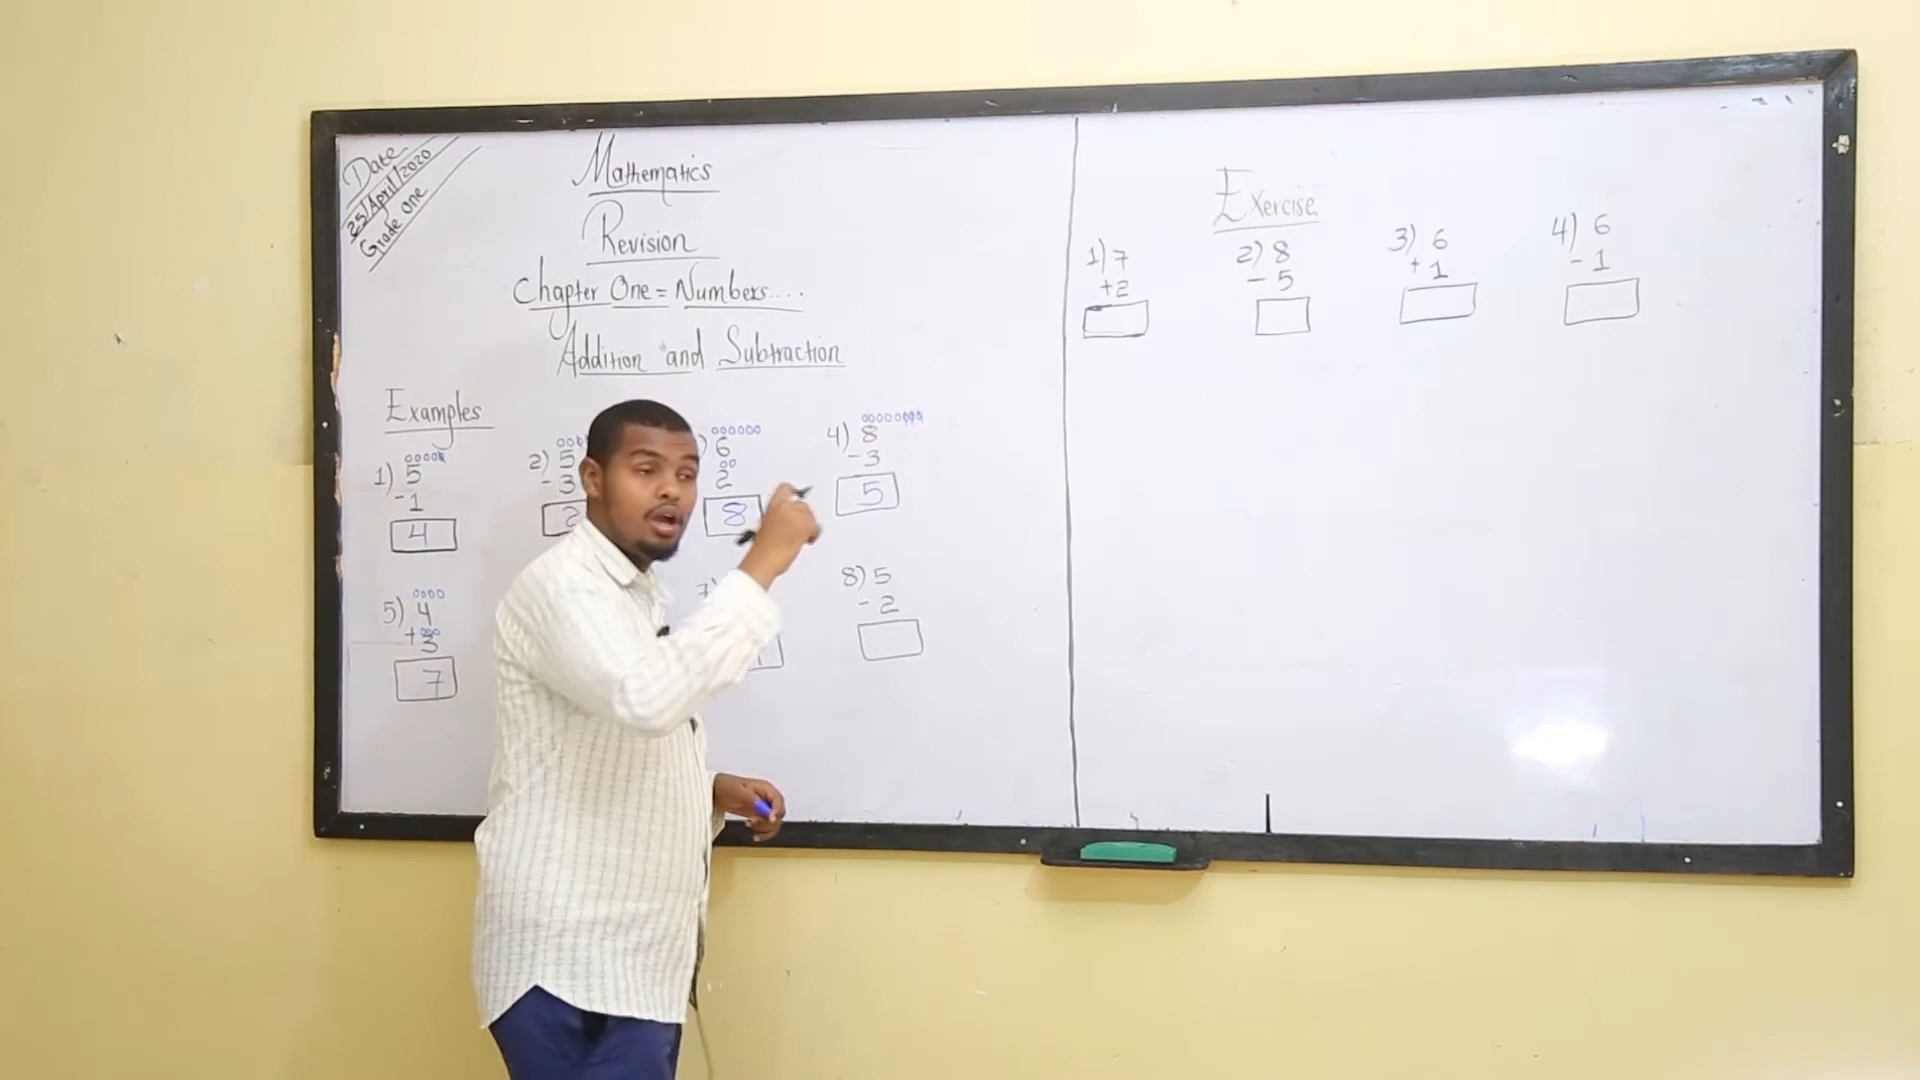 Date
25/April/2020
Grade One
Mathematics
Revision
Chapter One = Numbers....
Addition and Subtraction
Examples
1) 5
- 1
4
2) 5
- 3
2
) 6
2
8
4) 8
- 3
5
5) 4
+ 3
7
7)
8) 5
- 2
Exercise
1) 7
+2
2) 8
- 5
3) 6
+ 1
4) 6
- 1